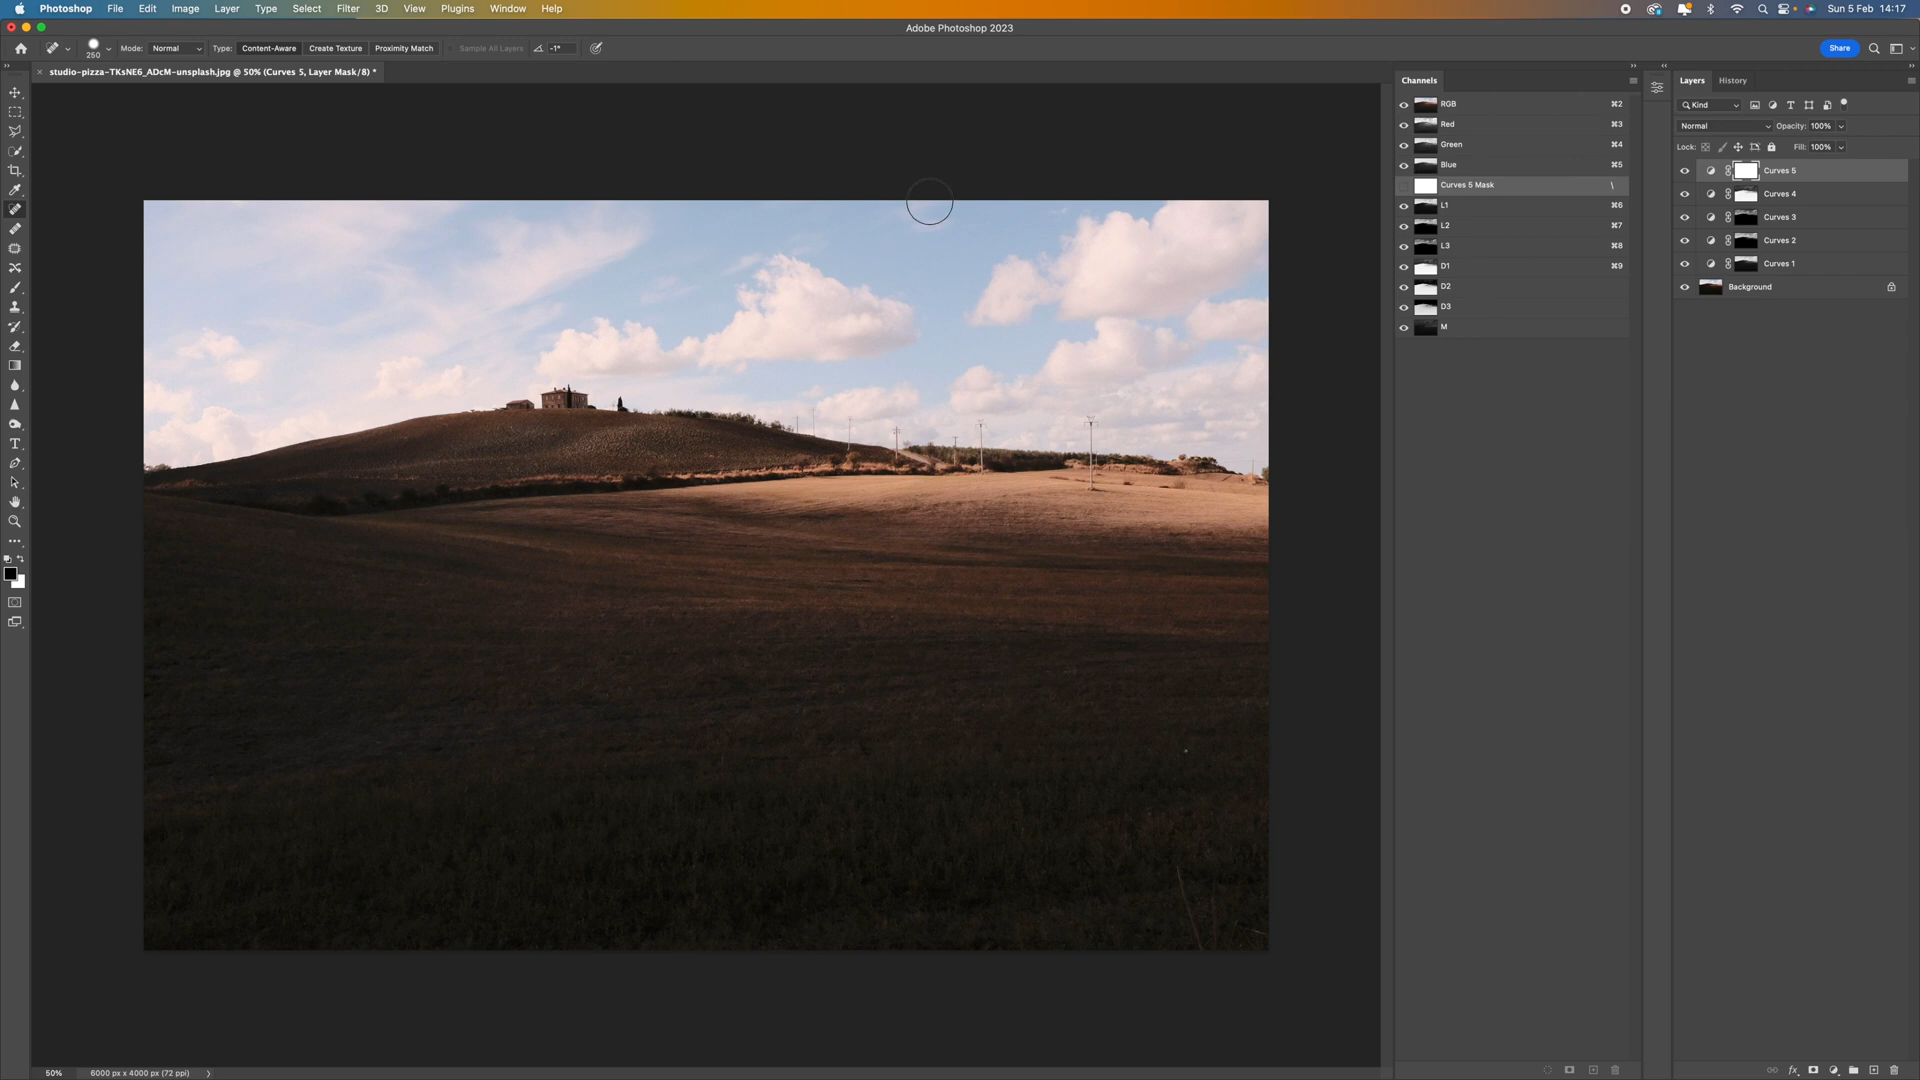 Photoshop File Edit Image Layer Type Select Filter 3D View Plugins Window Help Sun 5 Feb 14:17
Adobe Photoshop 2023
250 Mode: Normal Type: Content-Aware Create Texture Proximity Match Sample All Layers -1° Share
× studio-pizza-TKsNE6_ADcM-unsplash.jpg @ 50% (Curves 5, Layer Mask/8) *
Channels
RGB ⌘2
Red ⌘3
Green ⌘4
Blue ⌘5
Curves 5 Mask \
L1 ⌘6
L2 ⌘7
L3 ⌘8
D1 ⌘9
D2
D3
M
Layers History
Kind
Normal Opacity: 100%
Lock: Fill: 100%
Curves 5
Curves 4
Curves 3
Curves 2
Curves 1
Background
50% 6000 px x 4000 px (72 ppi)